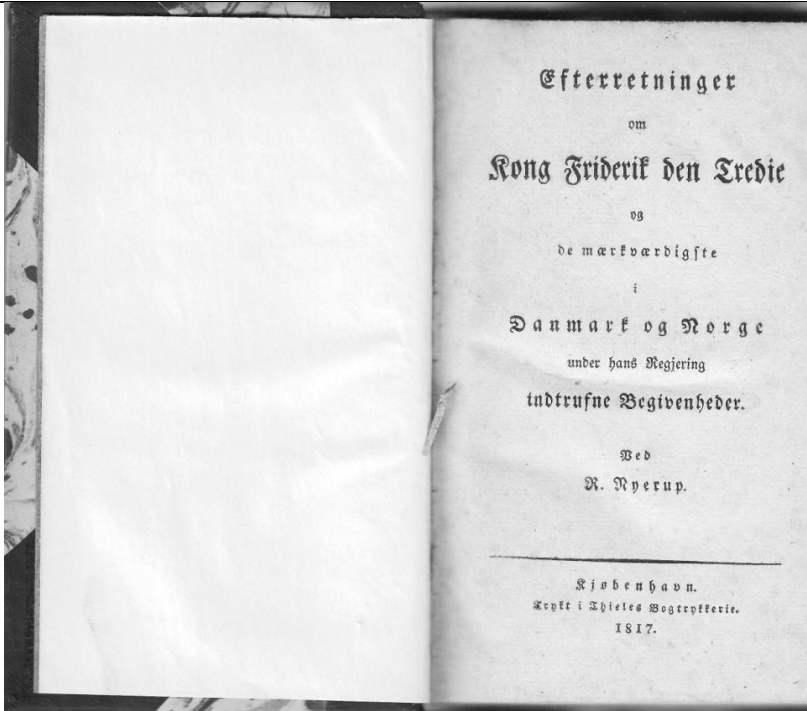 Efterretninger
om
Kong Friderik den Tredie
og
de mærkværdigste
i
Danmark og Norge
under hans Regjering
indtrufne Begivenheder.
Ved
R. Nyerup.
Kjøbenhavn.
Trykt i Thieles Bogtrykkerie.
1817.